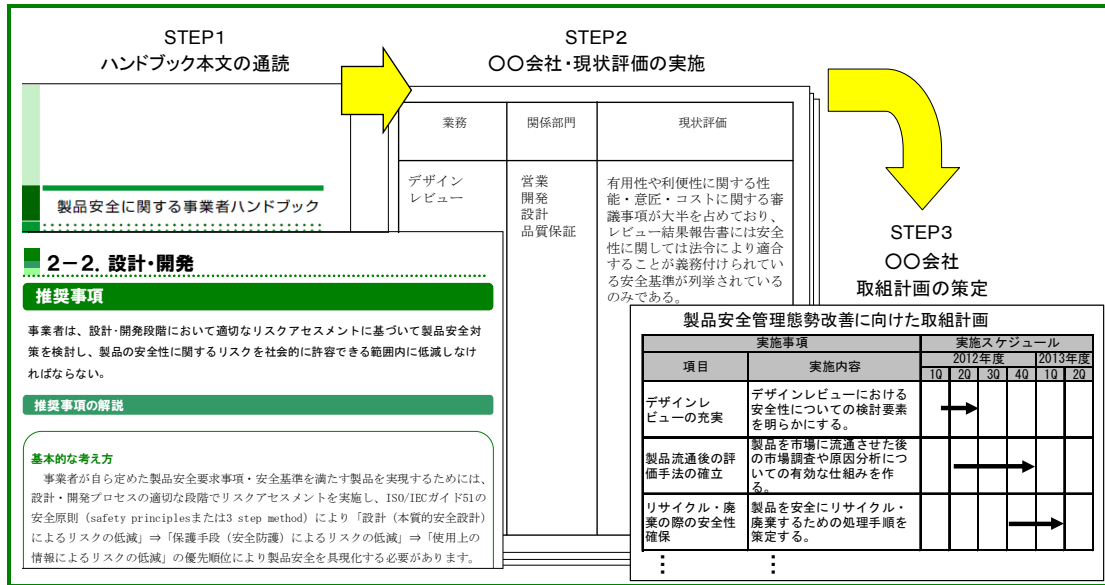 STEP1
ハンドブック本文の通読
製品安全に関する事業者ハンドブック
2-2. 設計・開発
推奨事項
事業者は、設計・開発段階において適切なリスクアセスメントに基づいて製品安全対
策を検討し、製品の安全性に関するリスクを社会的に許容できる範囲内に低減しなけ
ればならない。
推奨事項の解説
基本的な考え方
事業者が自ら定めた製品安全要求事項・安全基準を満たす製品を実現するためには、
設計・開発プロセスの適切な段階でリスクアセスメントを実施し、ISO/IECガイド51の
安全原則（safety principlesまたは3 step method）により「設計（本質的安全設計）
によるリスクの低減」⇒「保護手段（安全防護）によるリスクの低減」⇒「使用上の
情報によるリスクの低減」の優先順位により製品安全を具現化する必要があります。
STEP2
〇〇会社・現状評価の実施
業務 関係部門 現状評価
デザイン
レビュー
営業
開発
設計
品質保証
有用性や利便性に関する性
能・意匠・コストに関する審
議事項が大半を占めており、
レビュー結果報告書には安全
性に関しては法令により適合
することが義務付けられてい
る安全基準が列挙されている
のみである。
STEP3
〇〇会社
取組計画の策定
製品安全管理態勢改善に向けた取組計画
実施事項 実施スケジュール
項目 実施内容 2012年度 2013年度
1Q 2Q 3Q 4Q 1Q 2Q
デザインレ
ビューの充実
デザインレビューにおける
安全性についての検討要素
を明らかにする。
製品流通後の評
価手法の確立
製品を市場に流通させた後
の市場調査や原因分析につ
いての有効な仕組みを作
る。
リサイクル・廃
棄の際の安全性
確保
製品を安全にリサイクル・
廃棄するための処理手順を
策定する。
⋮ ⋮